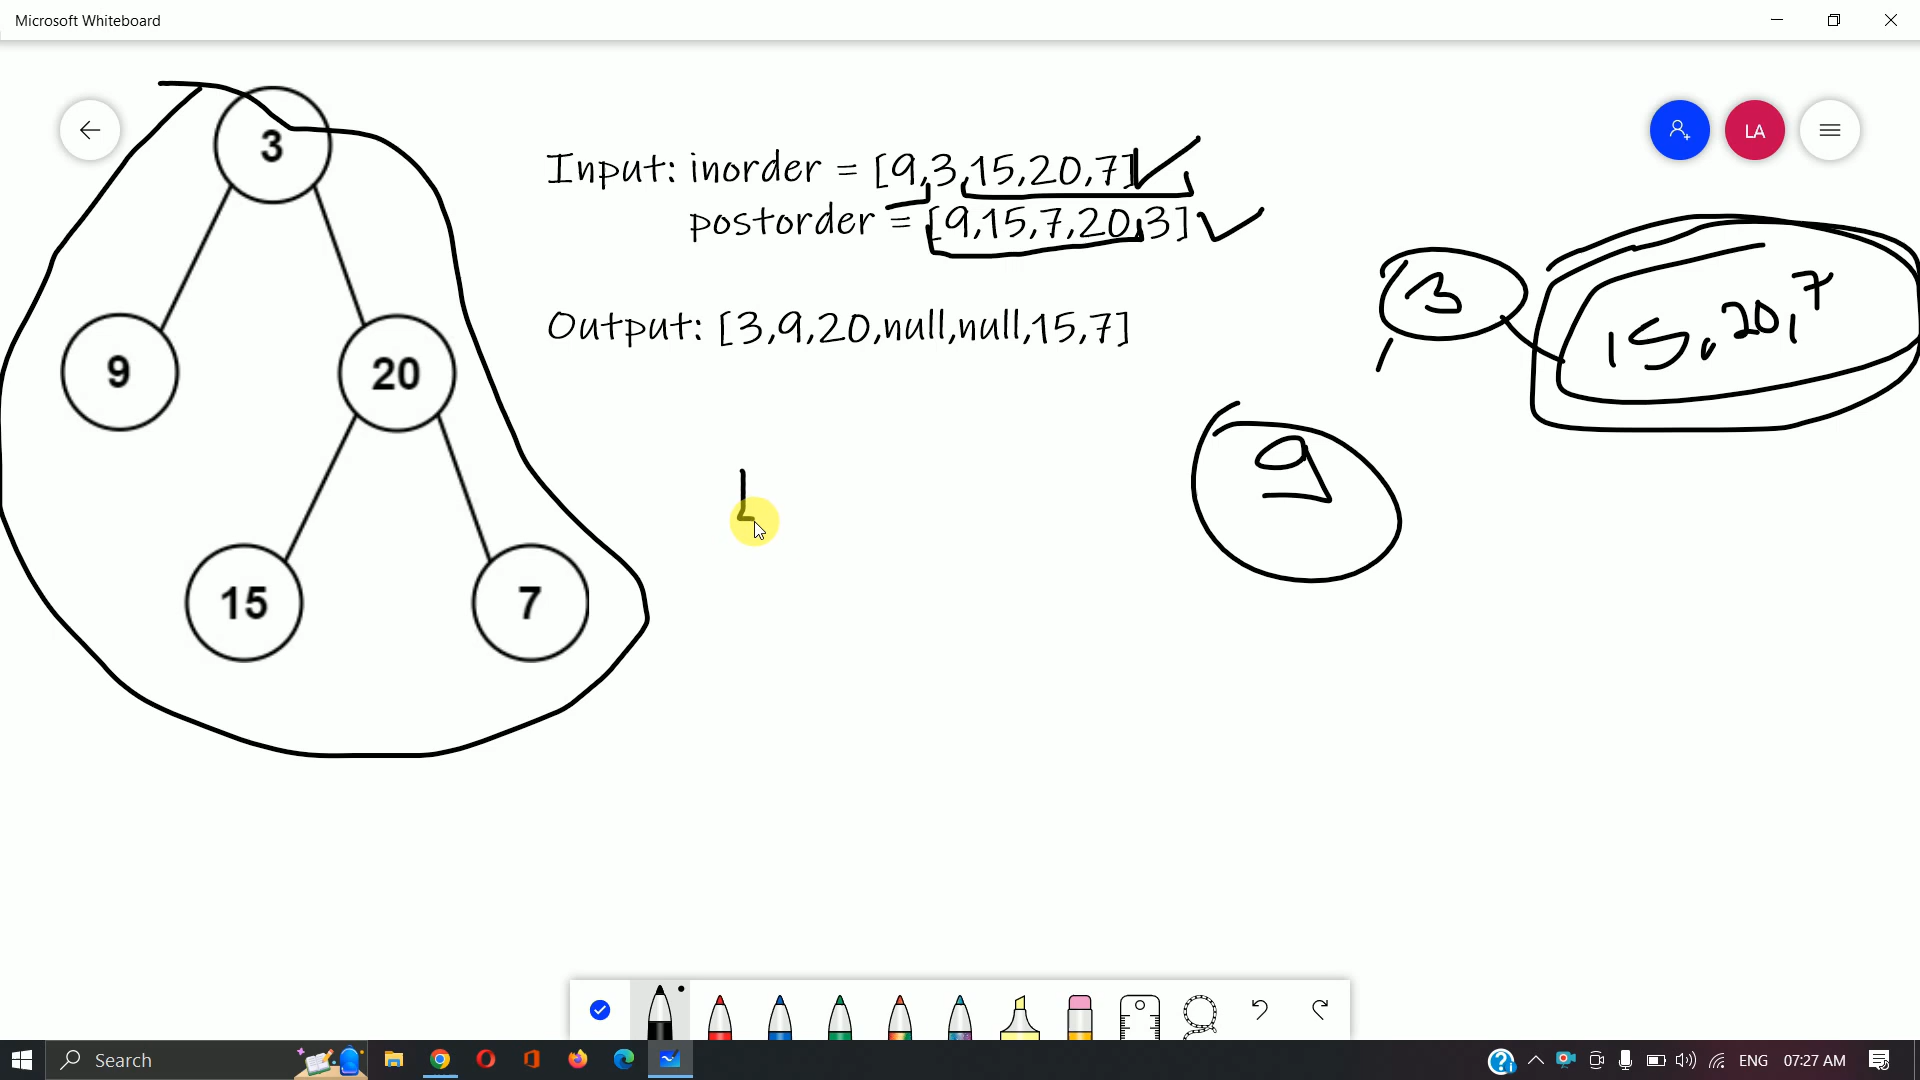 Microsoft Whiteboard
3
9
20
15
7
Input: inorder = [9,3,15,20,7]
postorder = [9,15,7,20,3]
Output: [3,9,20,null,null,15,7]
3
15,20,7
9
LA
Search
ENG
07:27 AM